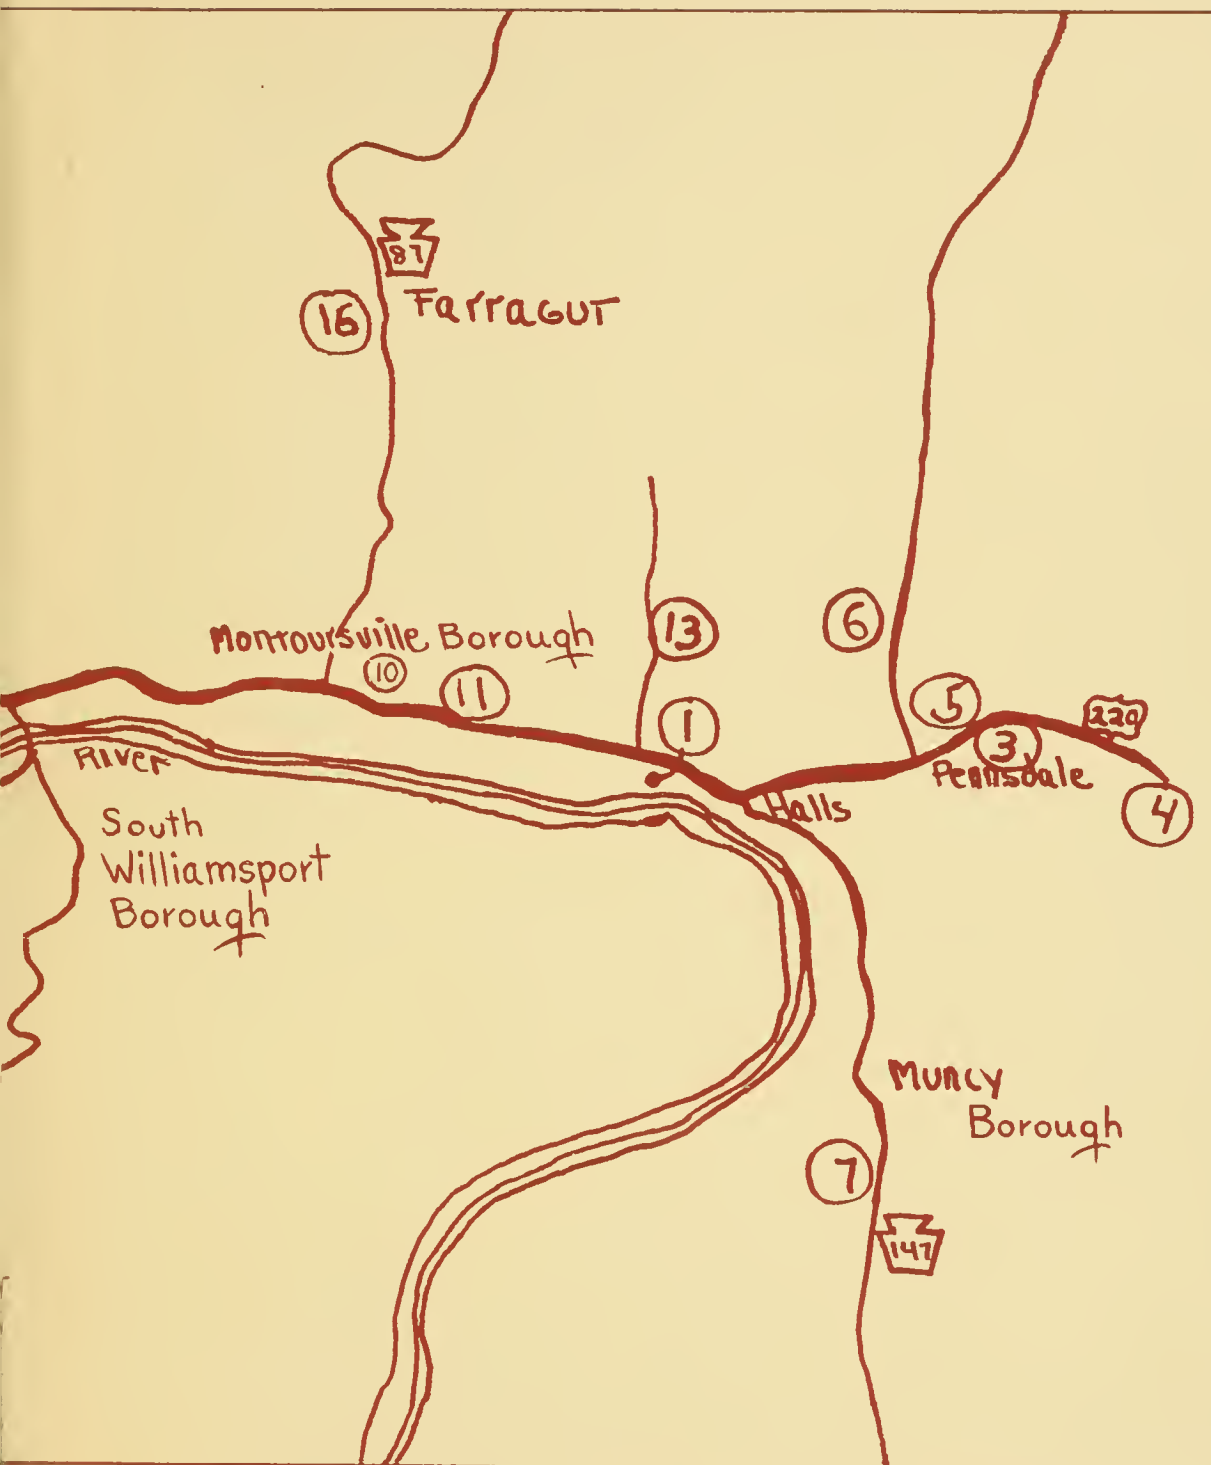 87
Farragut
16
Montoursville Borough
13
6
10
11
5
1
220
3
River
Pennsdale
Halls
4
South
Williamsport
Borough
Muncy
Borough
7
147